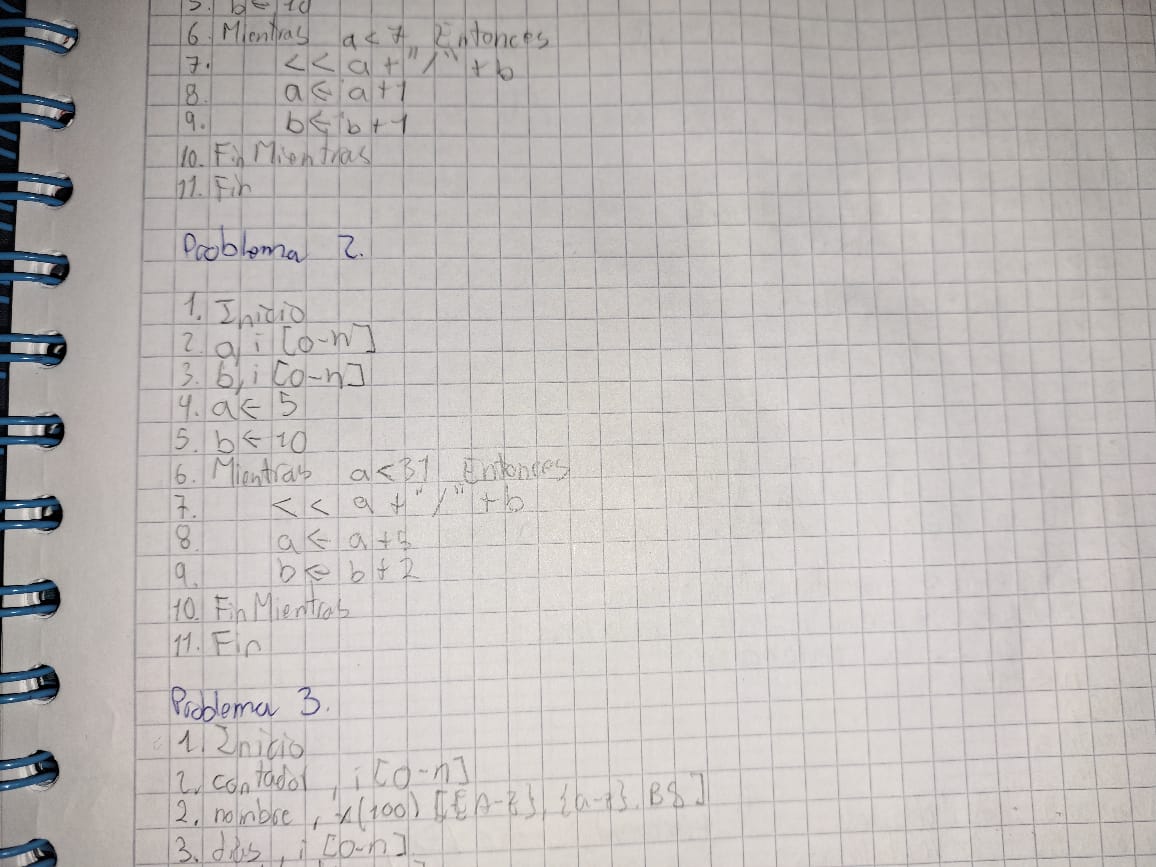 5. b← 10
6. Mientras a< 7 Entonces
7. << a + "/" + b
8. a← a+1
9. b← b+1
10. Fin Mientras
11. Fin
Problema 2.
1. Inicio
2. a, i [0-n]
3. b, i [0-n]
4. a← 5
5. b← 10
6. Mientras a<31 Entonces
7. << a + "/" + b
8. a← a+5
9. b← b+2
10. Fin Mientras
11. Fin
Problema 3.
1. Inicio
2. contador, i [0-n]
2. nombre, x(100) [{A-Z}, {a-z}, BS]
3. dias, i [0-n]